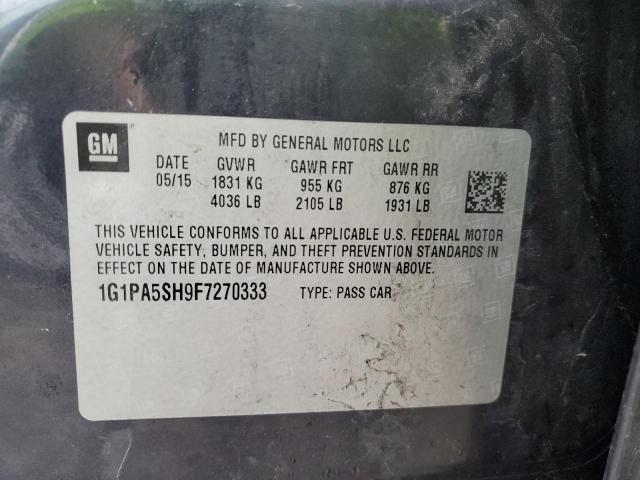 GM
MFD BY GENERAL MOTORS LLC
DATE GVWR GAWR FRT GAWR RR
05/15 1831 KG 955 KG 876 KG
4036 LB 2105 LB 1931 LB
THIS VEHICLE CONFORMS TO ALL APPLICABLE U.S. FEDERAL MOTOR
VEHICLE SAFETY, BUMPER, AND THEFT PREVENTION STANDARDS IN
EFFECT ON THE DATE OF MANUFACTURE SHOWN ABOVE.
1G1PA5SH9F7270333 TYPE: PASS CAR